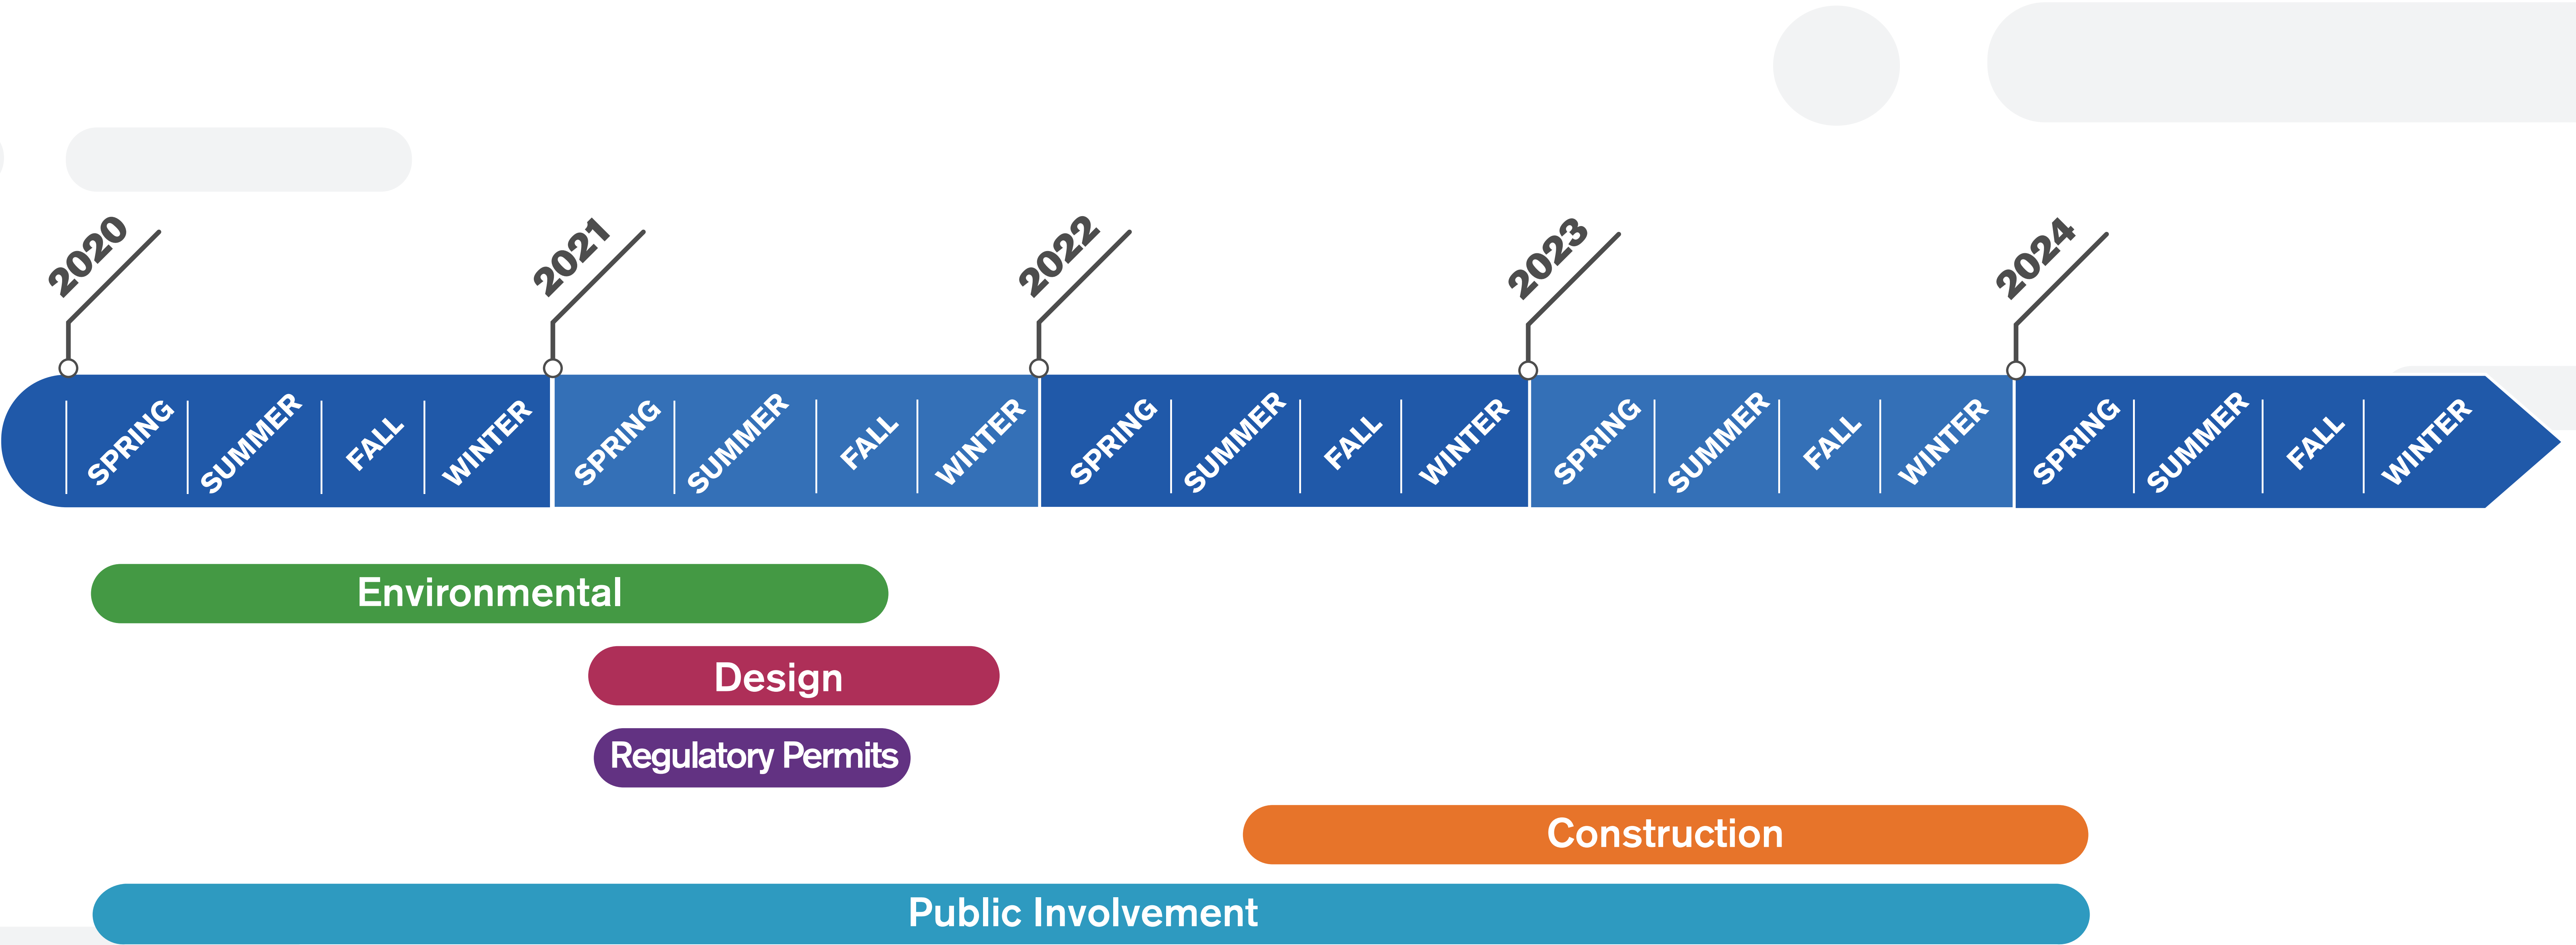 2020 2021 2022 2023 2024
SPRING SUMMER FALL WINTER SPRING SUMMER FALL WINTER SPRING SUMMER FALL WINTER SPRING SUMMER FALL WINTER SPRING SUMMER FALL WINTER
Environmental
Design
Regulatory Permits
Construction
Public Involvement